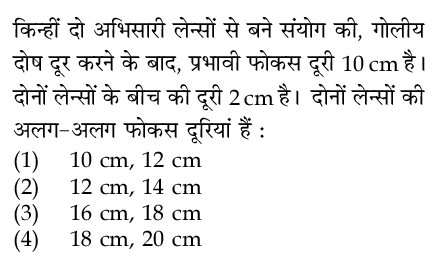 किन्हीं दो अभिसारी लेन्सों से बने संयोग की, गोलीय
दोष दूर करने के बाद, प्रभावी फोकस दूरी 10 cm है।
दोनों लेन्सों के बीच की दूरी 2 cm है। दोनों लेन्सों की
अलग-अलग फोकस दूरियां हैं :
(1) 10 cm, 12 cm
(2) 12 cm, 14 cm
(3) 16 cm, 18 cm
(4) 18 cm, 20 cm